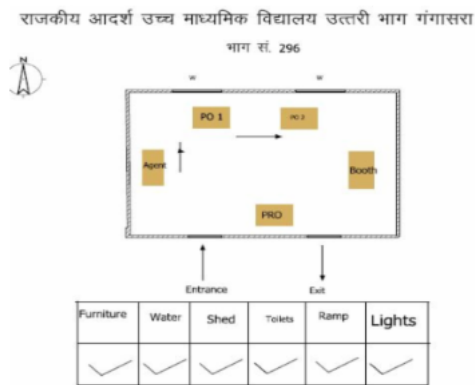 राजकीय आदर्श उच्च माध्यमिक विद्यालय उत्तरी भाग गंगासरा
भाग सं. 296
N
W W
PO 1 PO 2
Agent
Booth
PRO
Entrance Exit
Furniture Water Shed Toilets Ramp Lights